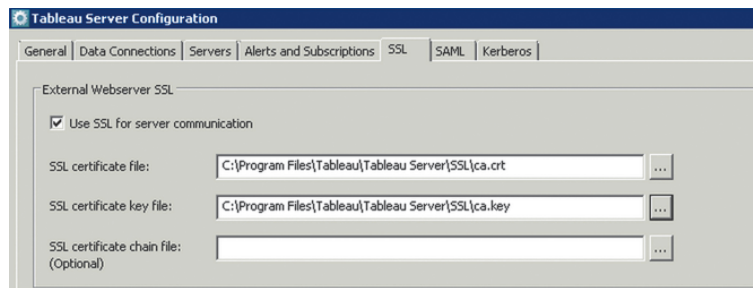 Tableau Server Configuration
General Data Connections Servers Alerts and Subscriptions SSL SAML Kerberos
External Webserver SSL
Use SSL for server communication
SSL certificate file: C:\Program Files\Tableau\Tableau Server\SSL\ca.crt ...
SSL certificate key file: C:\Program Files\Tableau\Tableau Server\SSL\ca.key ...
SSL certificate chain file: ...
(Optional)